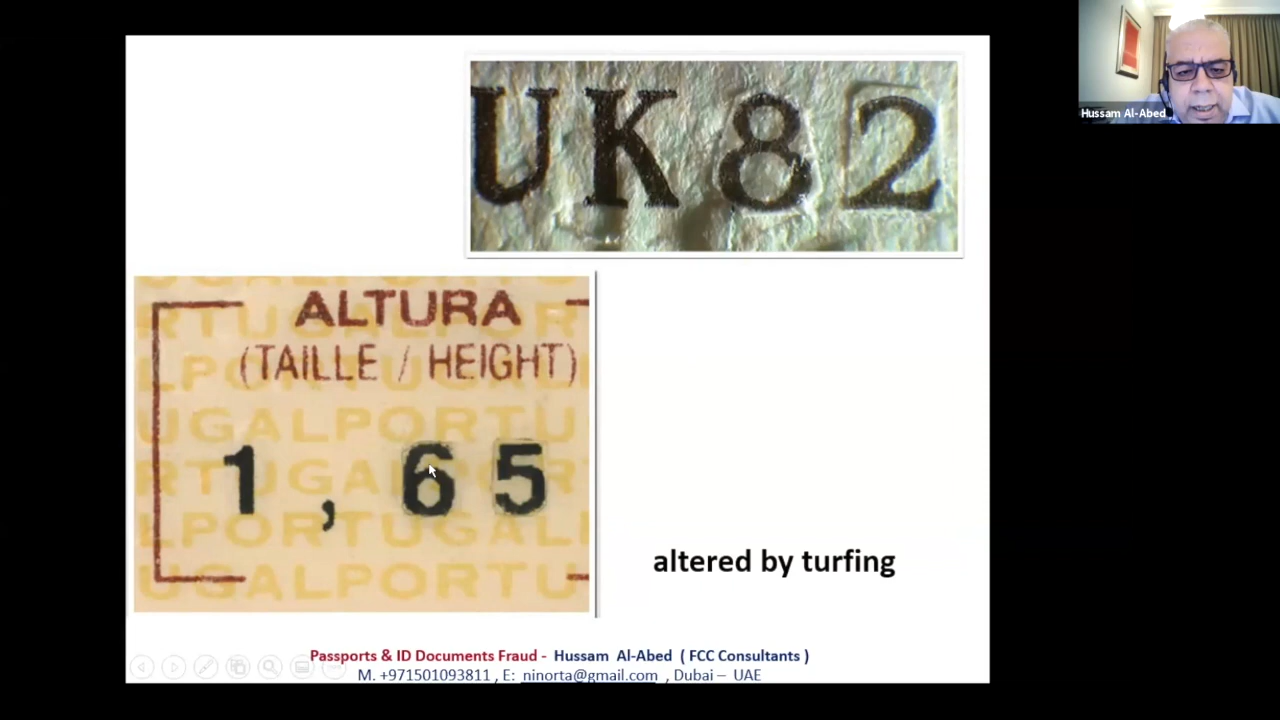 Hussam Al-Abed
UK82
ALTURA
(TAILLE / HEIGHT)
1,65
altered by turfing
Passports & ID Documents Fraud - Hussam Al-Abed ( FCC Consultants )
M. +971501093811 , E: ninorta@gmail.com , Dubai – UAE